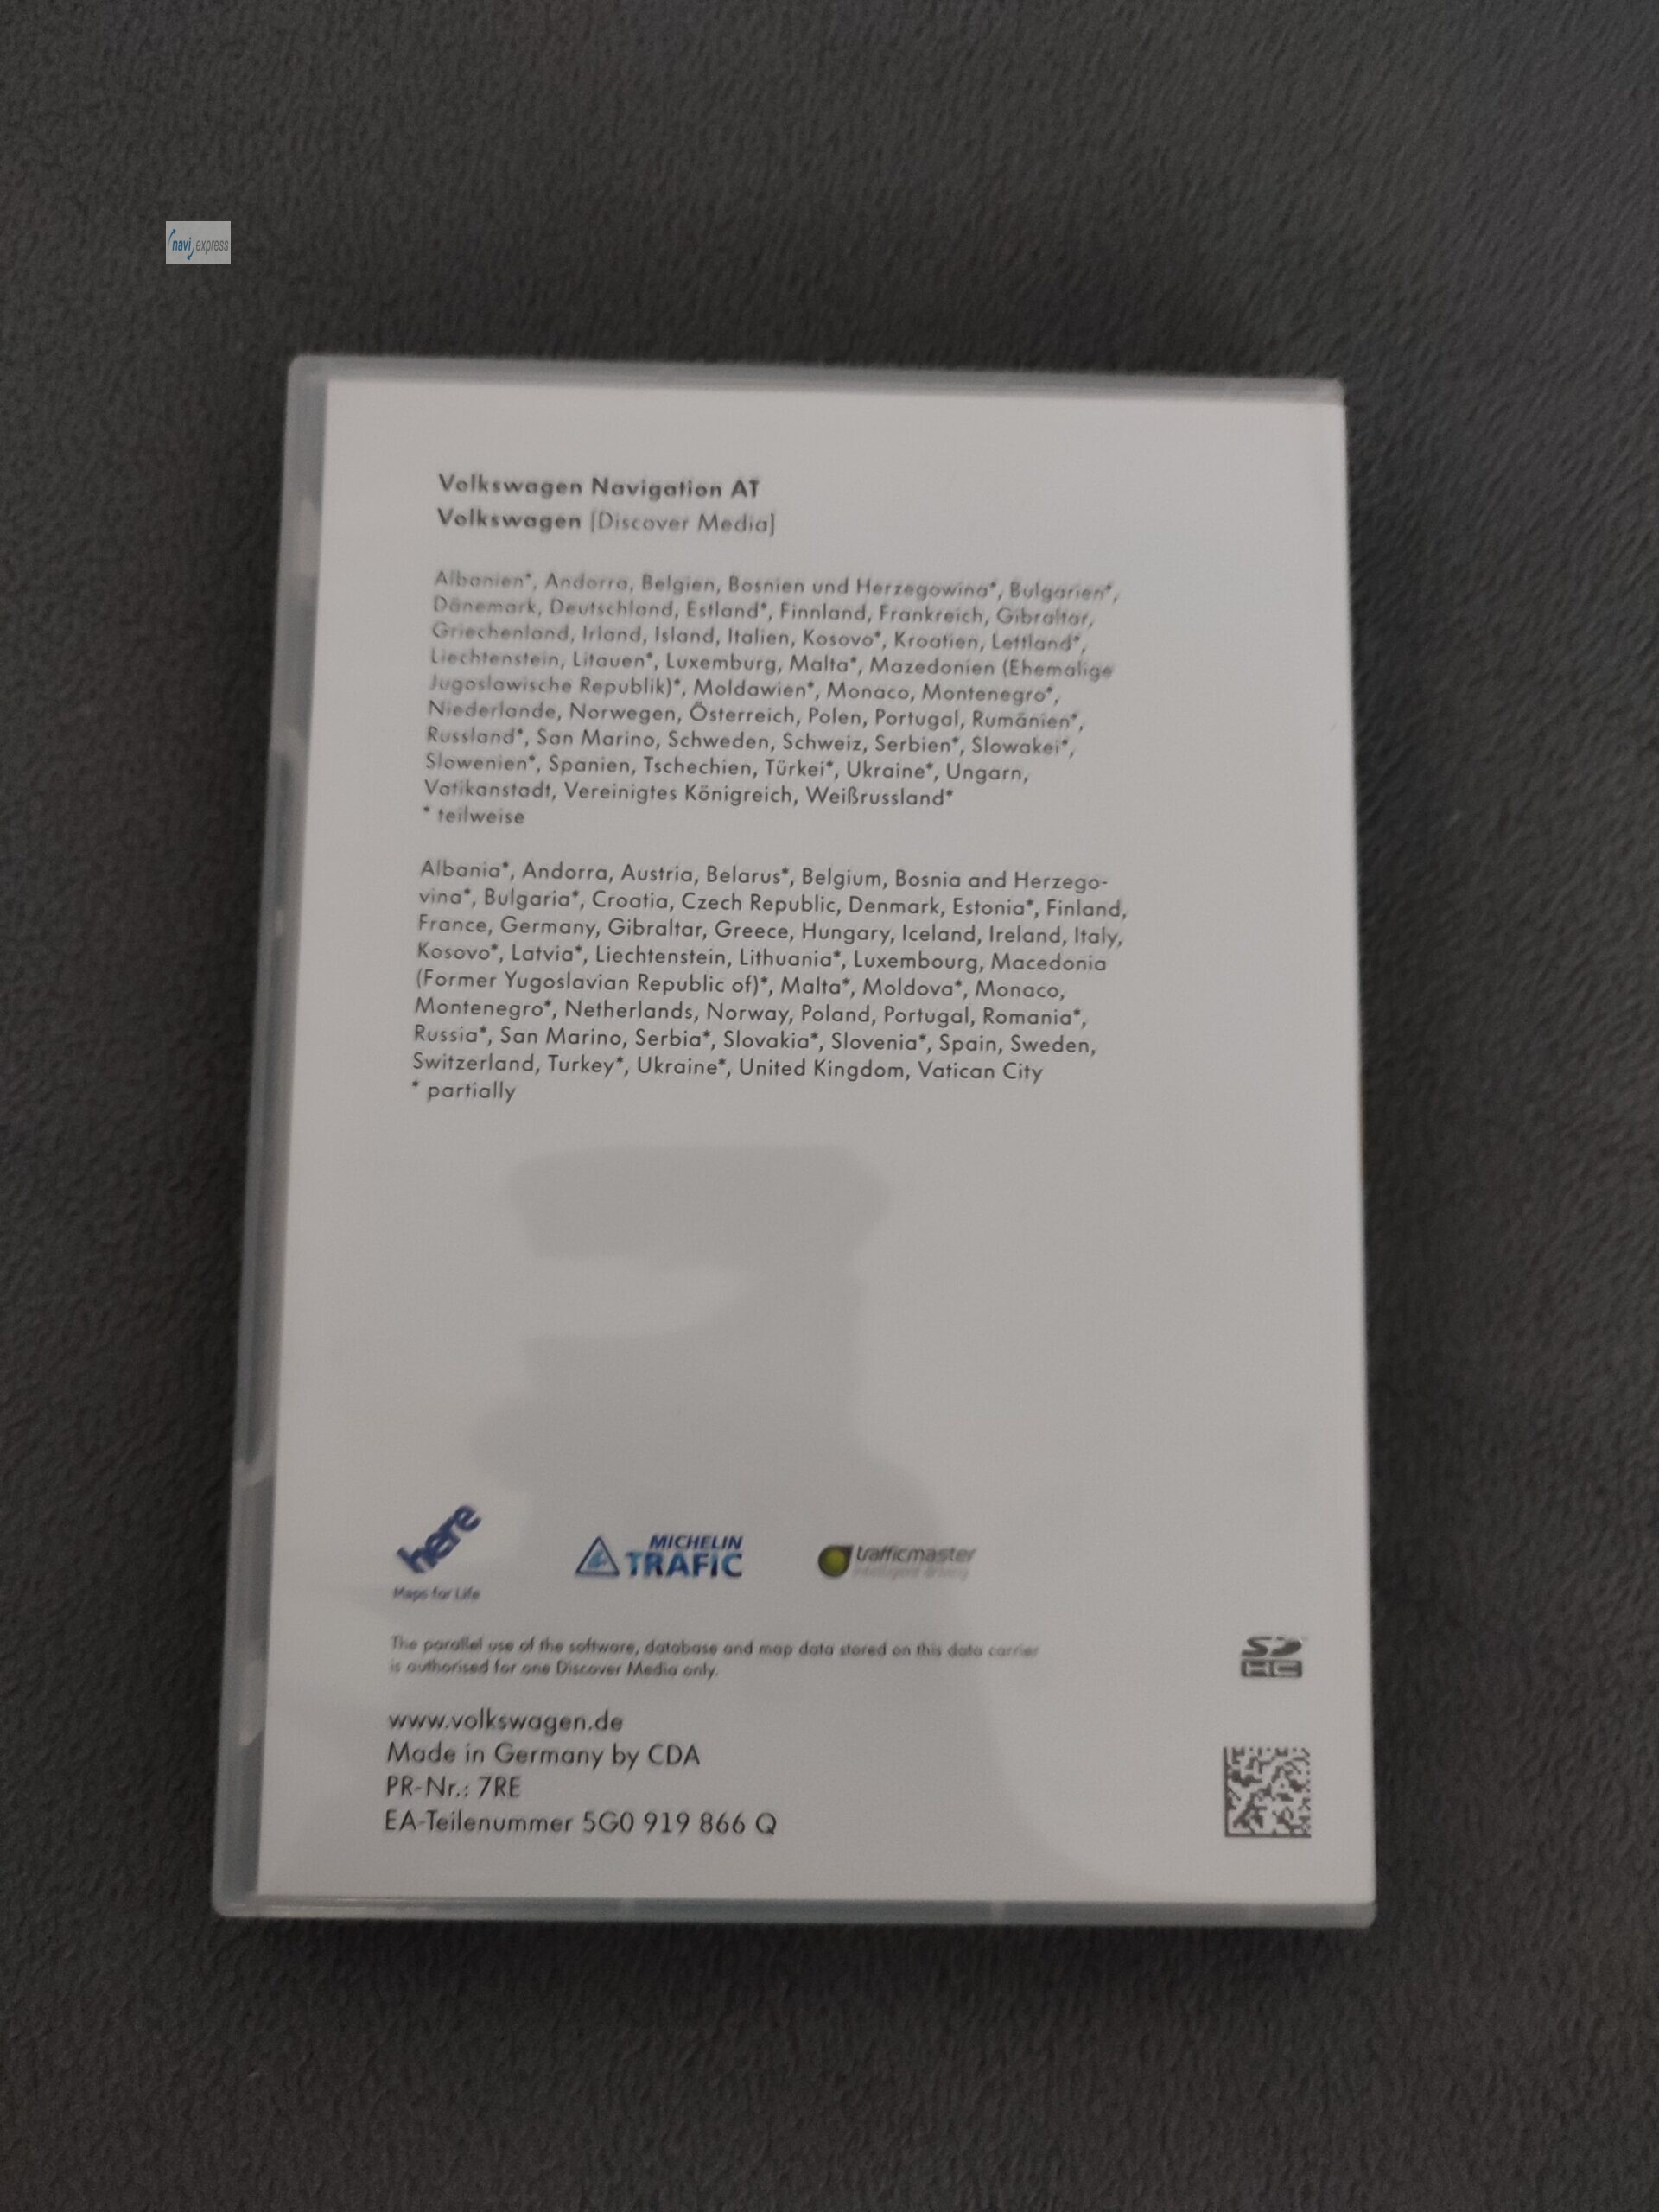 navi express
Volkswagen Navigation AT
Volkswagen [Discover Media]
Albanien*, Andorra, Belgien, Bosnien und Herzegowina*, Bulgarien*,
Dänemark, Deutschland, Estland*, Finnland, Frankreich, Gibraltar,
Griechenland, Irland, Island, Italien, Kosovo*, Kroatien, Lettland*,
Liechtenstein, Litauen*, Luxemburg, Malta*, Mazedonien (Ehemalige
Jugoslawische Republik)*, Moldawien*, Monaco, Montenegro*,
Niederlande, Norwegen, Österreich, Polen, Portugal, Rumänien*,
Russland*, San Marino, Schweden, Schweiz, Serbien*, Slowakei*,
Slowenien*, Spanien, Tschechien, Türkei*, Ukraine*, Ungarn,
Vatikanstadt, Vereinigtes Königreich, Weißrussland*
* teilweise
Albania*, Andorra, Austria, Belarus*, Belgium, Bosnia and Herzego-
vina*, Bulgaria*, Croatia, Czech Republic, Denmark, Estonia*, Finland,
France, Germany, Gibraltar, Greece, Hungary, Iceland, Ireland, Italy,
Kosovo*, Latvia*, Liechtenstein, Lithuania*, Luxembourg, Macedonia
(Former Yugoslavian Republic of)*, Malta*, Moldova*, Monaco,
Montenegro*, Netherlands, Norway, Poland, Portugal, Romania*,
Russia*, San Marino, Serbia*, Slovakia*, Slovenia*, Spain, Sweden,
Switzerland, Turkey*, Ukraine*, United Kingdom, Vatican City
* partially
here
Maps for Life
MICHELIN
TRAFIC
trafficmaster
intelligent driving
The parallel use of the software, database and map data stored on this data carrier
is authorised for one Discover Media only.
SD
HC
www.volkswagen.de
Made in Germany by CDA
PR-Nr.: 7RE
EA-Teilenummer 5G0 919 866 Q